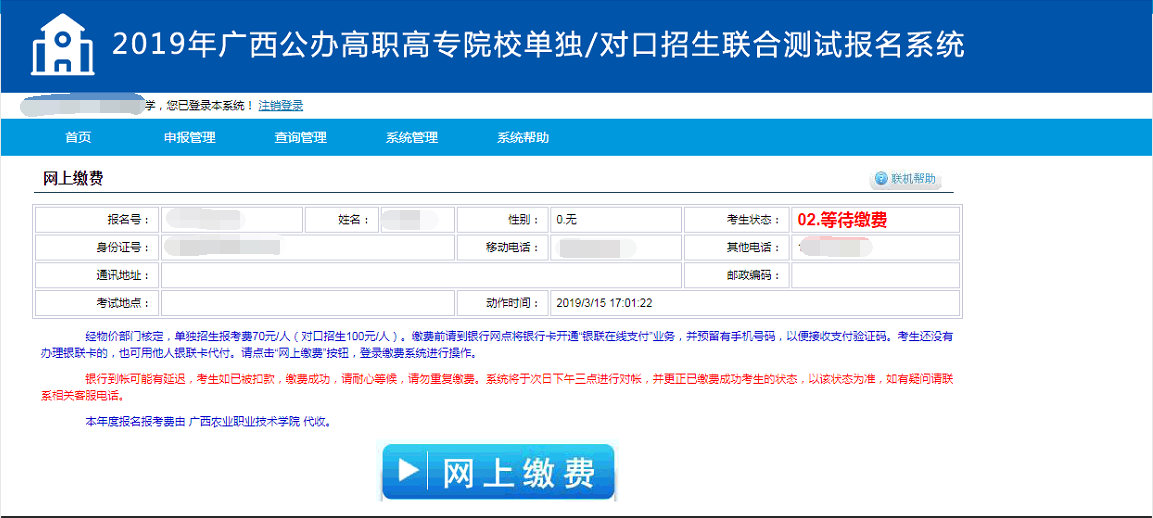 2019年广西公办高职高专院校单独/对口招生联合测试报名系统
学，您已登录本系统！ 注销登录
首页 申报管理 查询管理 系统管理 系统帮助
网上缴费 联机帮助
报名号： 姓名： 性别： 0.无 考生状态： 02.等待缴费
身份证号： 移动电话： 其他电话：
通讯地址： 邮政编码：
考试地点： 动作时间： 2019/3/15 17:01:22
经物价部门核定，单独招生报考费70元/人（对口招生100元/人）。缴费前请到银行网点将银行卡开通“银联在线支付”业务，并预留有手机号码，以便接收支付验证码。考生还没有
办理银联卡的，也可用他人银联卡代付。请点击“网上缴费”按钮，登录缴费系统进行操作。
银行到帐可能有延迟，考生如已被扣款，缴费成功，请耐心等候，请勿重复缴费。系统将于次日下午三点进行对帐，并更正已缴费成功考生的状态，以该状态为准，如有疑问请联
系相关客服电话。
本年度报名报考费由 广西农业职业技术学院 代收。
网上缴费